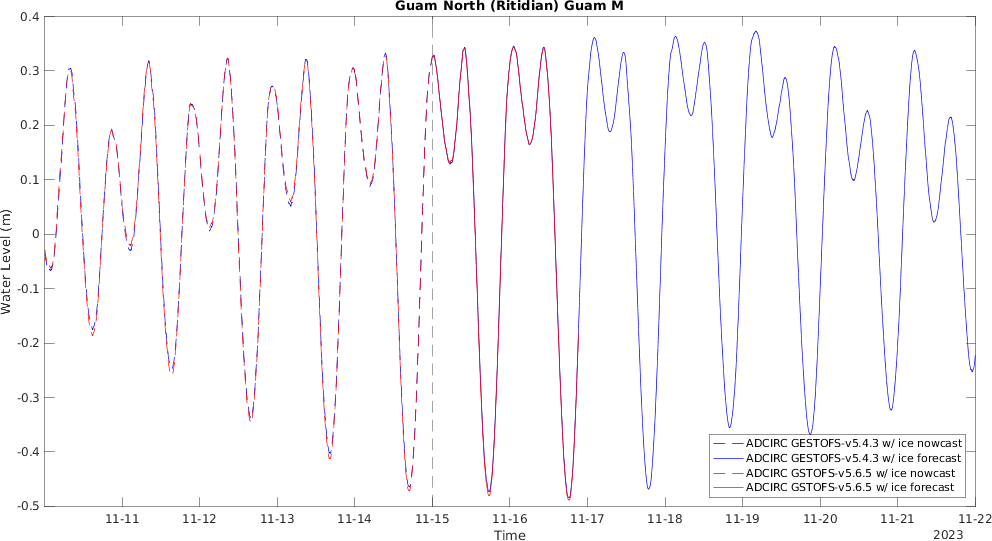 Guam North (Ritidian) Guam M
Water Level (m)
0.4
0.3
0.2
0.1
0
-0.1
-0.2
-0.3
-0.4
-0.5
ADCIRC GESTOFS-v5.4.3 w/ ice nowcast
ADCIRC GESTOFS-v5.4.3 w/ ice forecast
ADCIRC GSTOFS-v5.6.5 w/ ice nowcast
ADCIRC GSTOFS-v5.6.5 w/ ice forecast
11-11 11-12 11-13 11-14 11-15 11-16 11-17 11-18 11-19 11-20 11-21 11-22
Time
2023